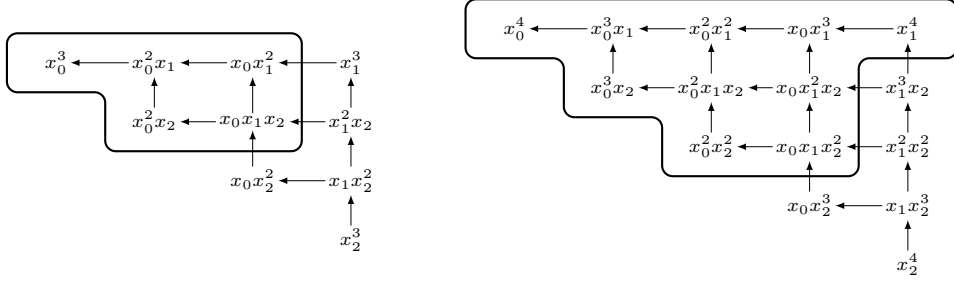 x_0^4 x_0^3x_1 x_0^2x_1^2 x_0x_1^3 x_1^4
x_0^3 x_0^2x_1 x_0x_1^2 x_1^3
x_0^3x_2 x_0^2x_1x_2 x_0x_1^2x_2 x_1^3x_2
x_0^2x_2 x_0x_1x_2 x_1^2x_2
x_0^2x_2^2 x_0x_1x_2^2 x_1^2x_2^2
x_0x_2^2 x_1x_2^2
x_0x_2^3 x_1x_2^3
x_2^3
x_2^4